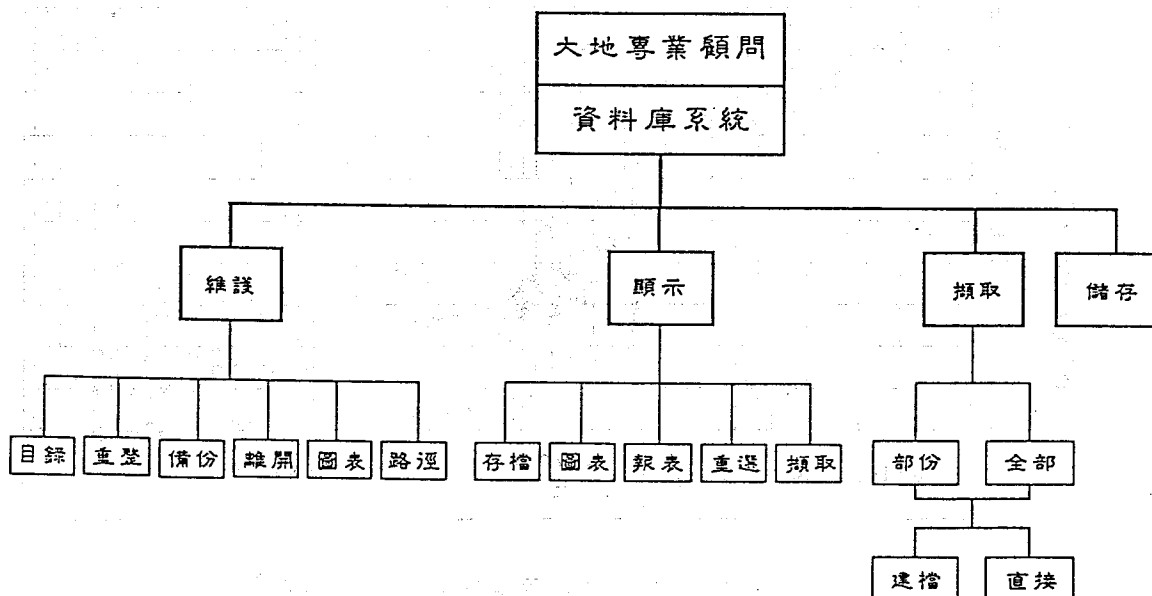 大地專業顧問
資料庫系統
維護
顯示
擷取
儲存
目錄
重整
備份
離開
圖表
路徑
存檔
圖表
報表
重選
擷取
部份
全部
建檔
直接